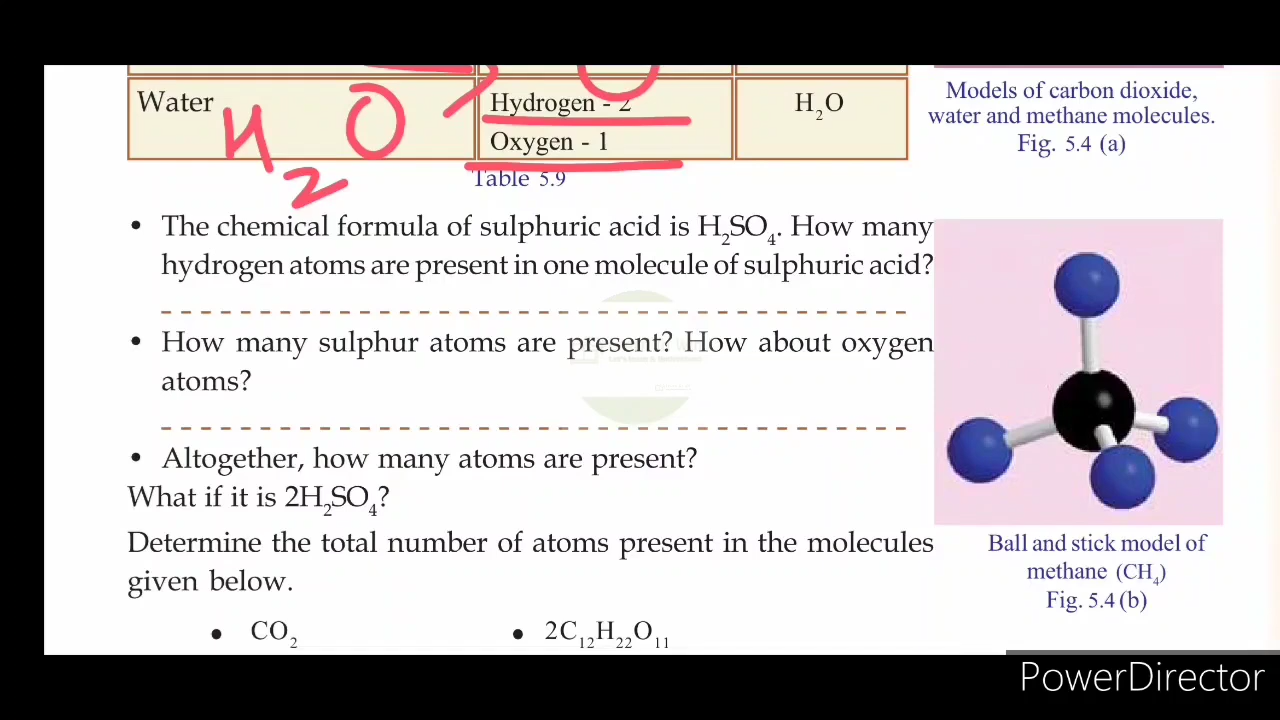 Water
H2O
Hydrogen - 2
Oxygen - 1
H₂O
Table 5.9
Models of carbon dioxide,
water and methane molecules.
Fig. 5.4 (a)
• The chemical formula of sulphuric acid is H₂SO₄. How many
hydrogen atoms are present in one molecule of sulphuric acid?
• How many sulphur atoms are present? How about oxygen
atoms?
• Altogether, how many atoms are present?
What if it is 2H₂SO₄?
Determine the total number of atoms present in the molecules
given below.
• CO₂
• 2C₁₂H₂₂O₁₁
Ball and stick model of
methane (CH₄)
Fig. 5.4 (b)
PowerDirector